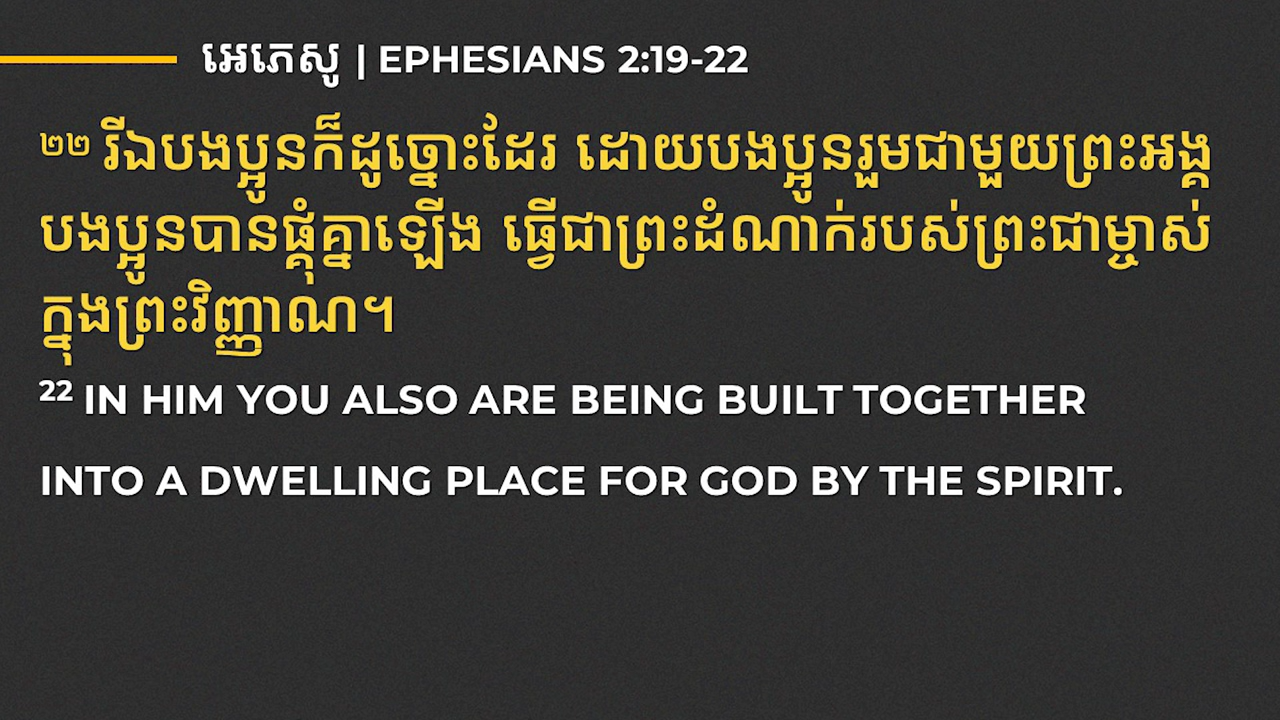 អេភេសូ | EPHESIANS 2:19-22
២២ រីឯបងប្អូនក៏ដូច្នោះដែរ ដោយបងប្អូនរួមជាមួយព្រះអង្គ
បងប្អូនបានផ្គុំគ្នាឡើង ធ្វើជាព្រះដំណាក់របស់ព្រះជាម្ចាស់
ក្នុងព្រះវិញ្ញាណ។
22 IN HIM YOU ALSO ARE BEING BUILT TOGETHER
INTO A DWELLING PLACE FOR GOD BY THE SPIRIT.